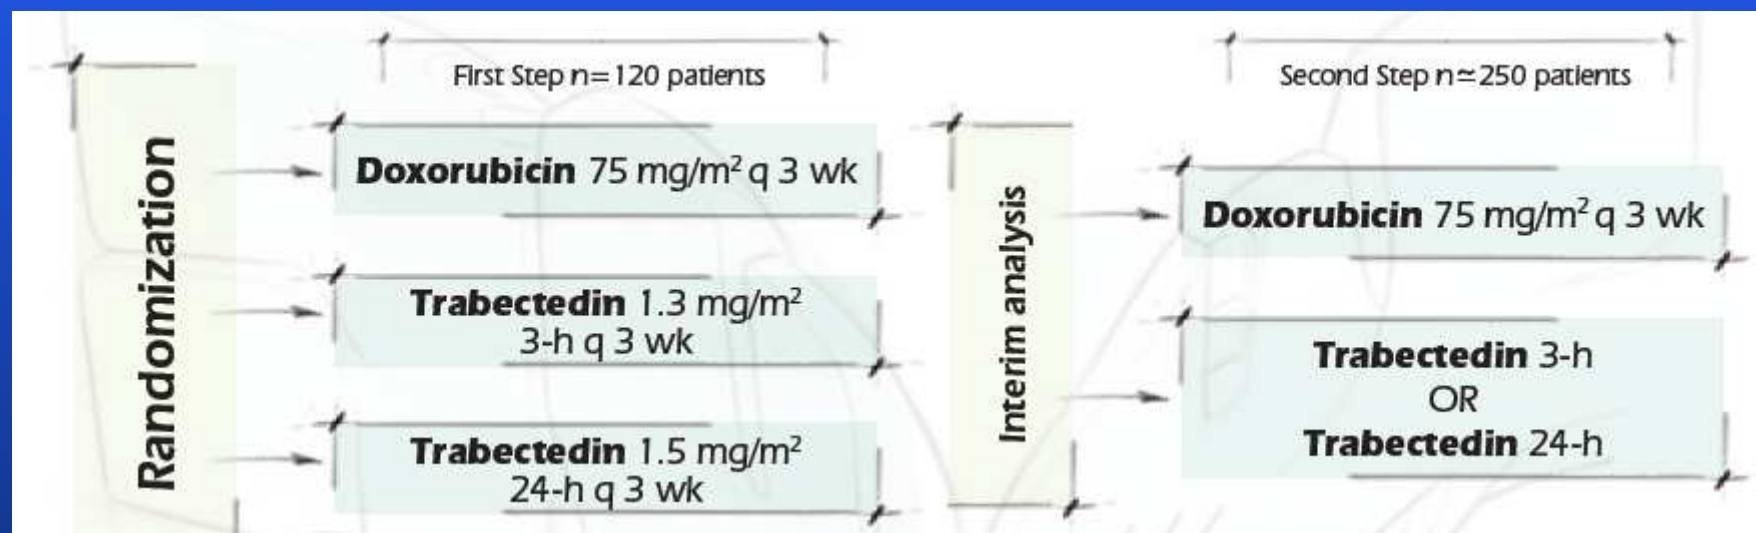 Randomization
First Step n=120 patients
Doxorubicin 75 mg/m² q 3 wk
Trabectedin 1.3 mg/m²
3-h q 3 wk
Trabectedin 1.5 mg/m²
24-h q 3 wk
Interim analysis
Second Step n≃250 patients
Doxorubicin 75 mg/m² q 3 wk
Trabectedin 3-h
OR
Trabectedin 24-h